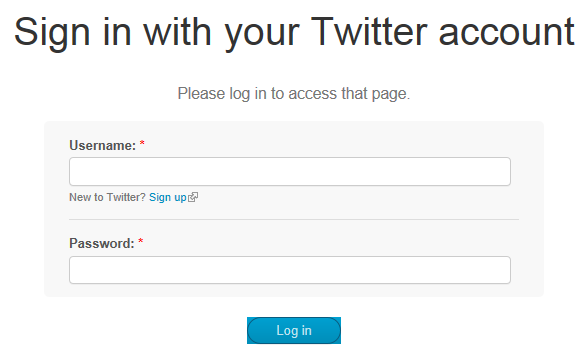 Sign in with your Twitter account
Please log in to access that page.
Username: *
New to Twitter? Sign up
Password: *
Log in